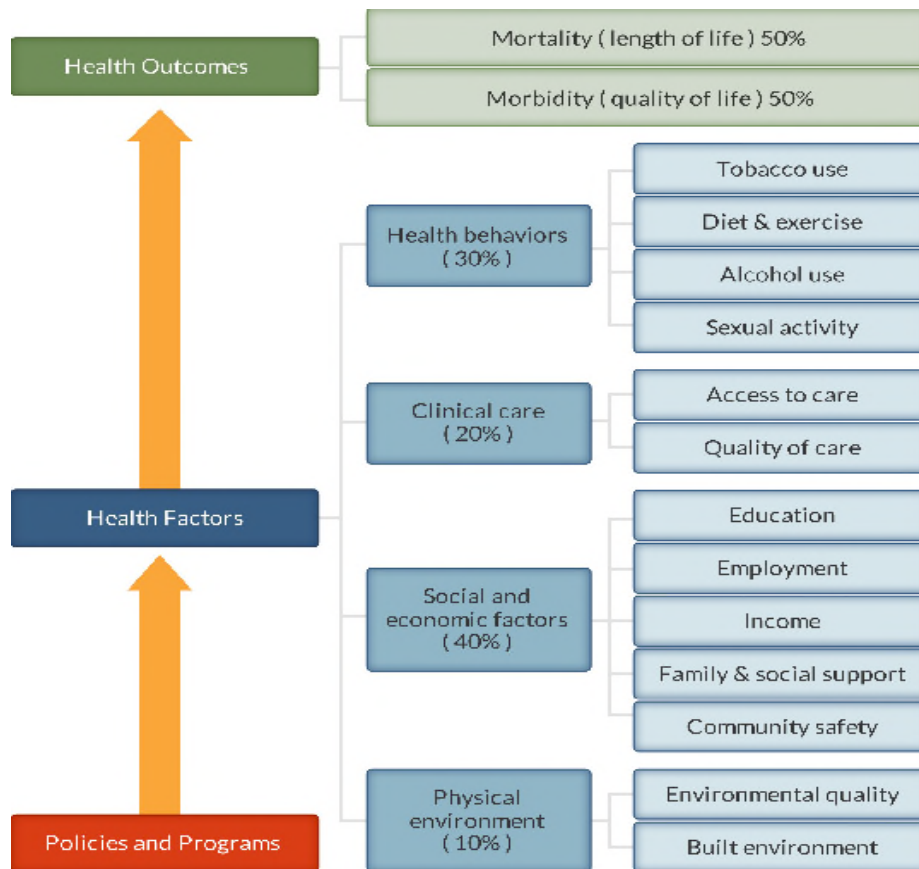 Health Outcomes
Mortality ( length of life ) 50%
Morbidity ( quality of life ) 50%
Health Factors
Health behaviors
( 30% )
Tobacco use
Diet & exercise
Alcohol use
Sexual activity
Clinical care
( 20% )
Access to care
Quality of care
Social and
economic factors
( 40% )
Education
Employment
Income
Family & social support
Community safety
Physical
environment
( 10% )
Environmental quality
Built environment
Policies and Programs